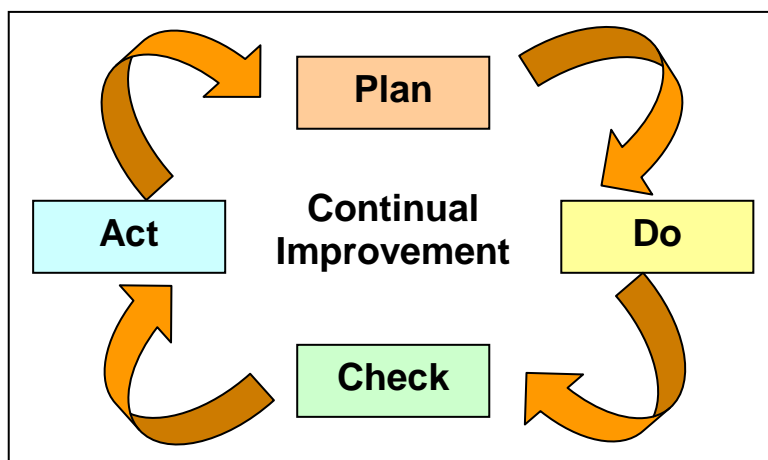 Plan
Act
Continual
Improvement
Do
Check